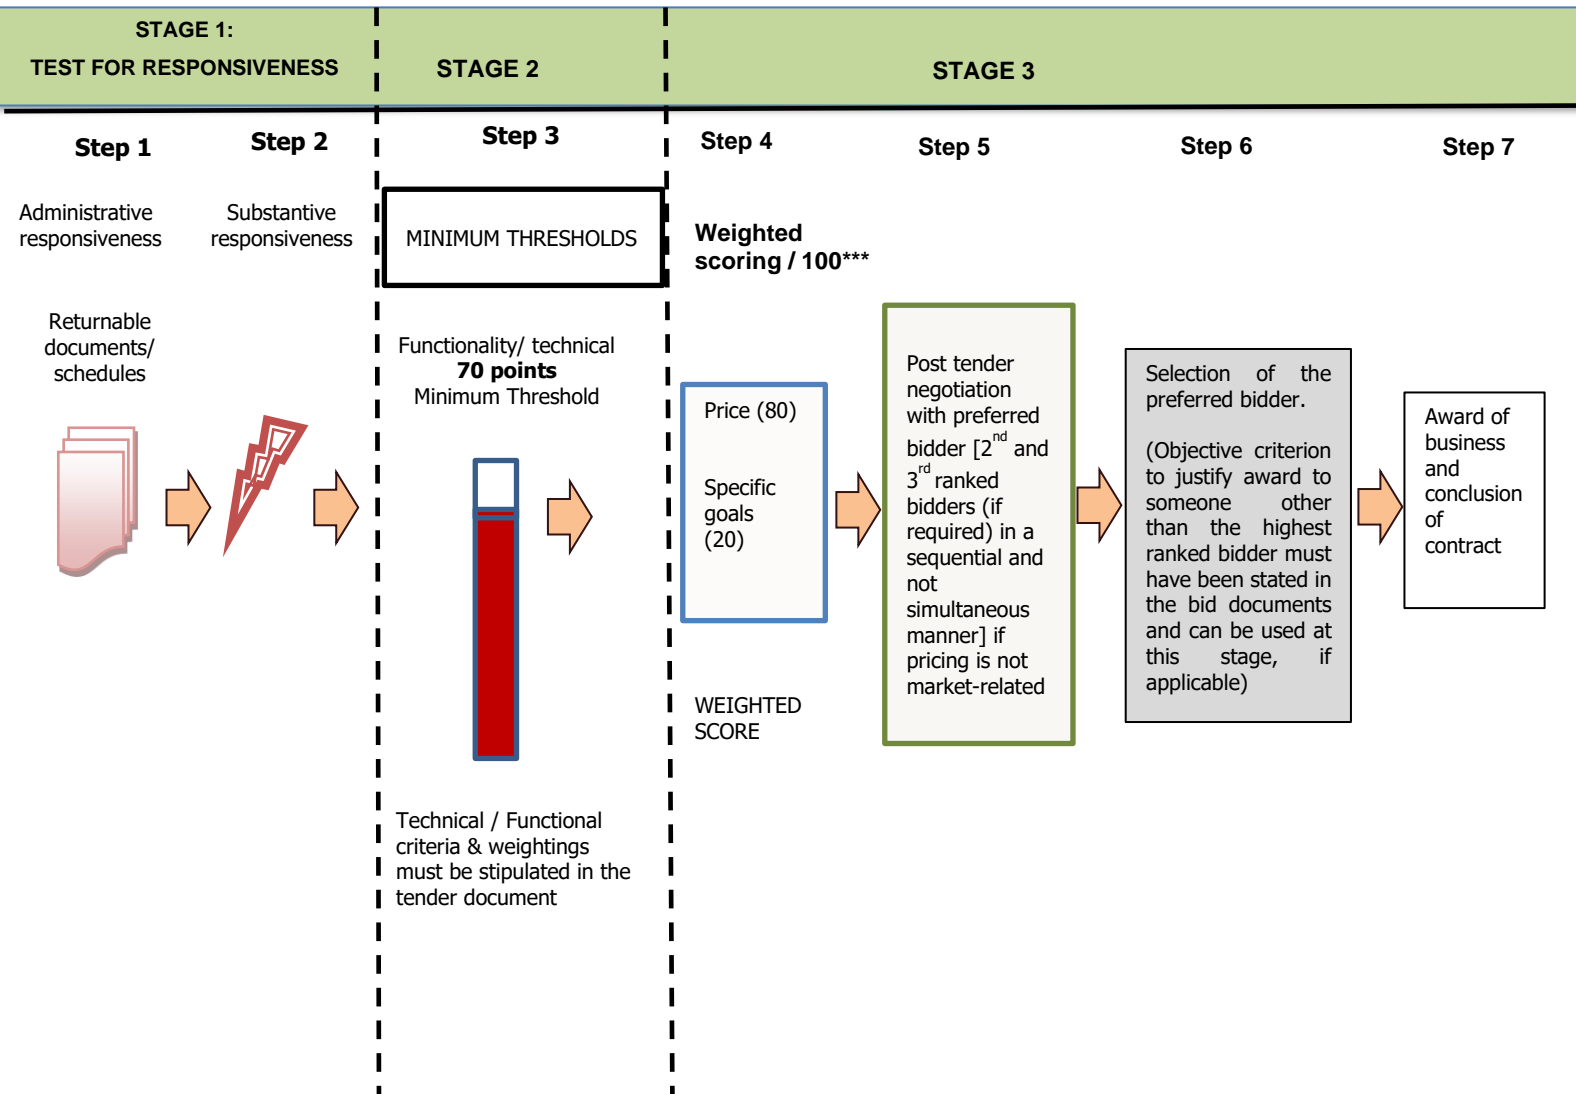 STAGE 1:
TEST FOR RESPONSIVENESS
STAGE 2
STAGE 3
Step 1
Step 2
Step 3
Step 4
Step 5
Step 6
Step 7
Administrative
responsiveness
Substantive
responsiveness
MINIMUM THRESHOLDS
Weighted
scoring / 100***
Returnable
documents/
schedules
Functionality/ technical
70 points
Minimum Threshold
Technical / Functional
criteria & weightings
must be stipulated in the
tender document
Price (80)
Specific
goals
(20)
WEIGHTED
SCORE
Post tender
negotiation
with preferred
bidder [2nd and
3rd ranked
bidders (if
required) in a
sequential and
not
simultaneous
manner] if
pricing is not
market-related
Selection of the
preferred bidder.
(Objective criterion
to justify award to
someone other
than the highest
ranked bidder must
have been stated in
the bid documents
and can be used at
this stage, if
applicable)
Award of
business
and
conclusion
of
contract